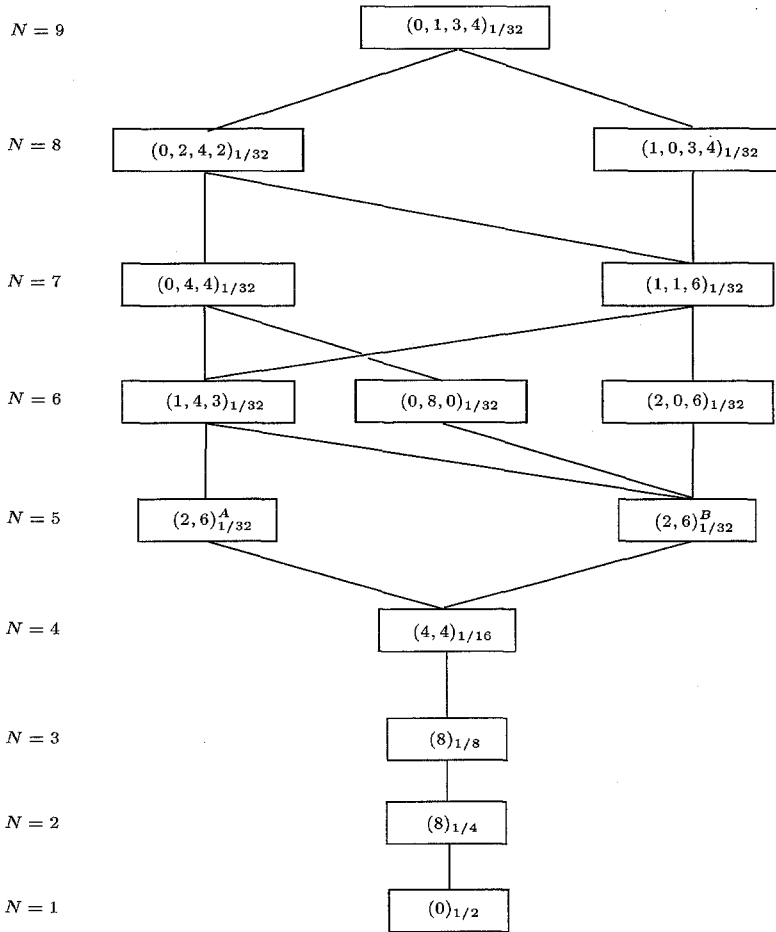 N = 9 (0, 1, 3, 4)₁/₃₂
N = 8 (0, 2, 4, 2)₁/₃₂ (1, 0, 3, 4)₁/₃₂
N = 7 (0, 4, 4)₁/₃₂ (1, 1, 6)₁/₃₂
N = 6 (1, 4, 3)₁/₃₂ (0, 8, 0)₁/₃₂ (2, 0, 6)₁/₃₂
N = 5 (2, 6)ᴬ₁/₃₂ (2, 6)ᴮ₁/₃₂
N = 4 (4, 4)₁/₁₆
N = 3 (8)₁/₈
N = 2 (8)₁/₄
N = 1 (0)₁/₂